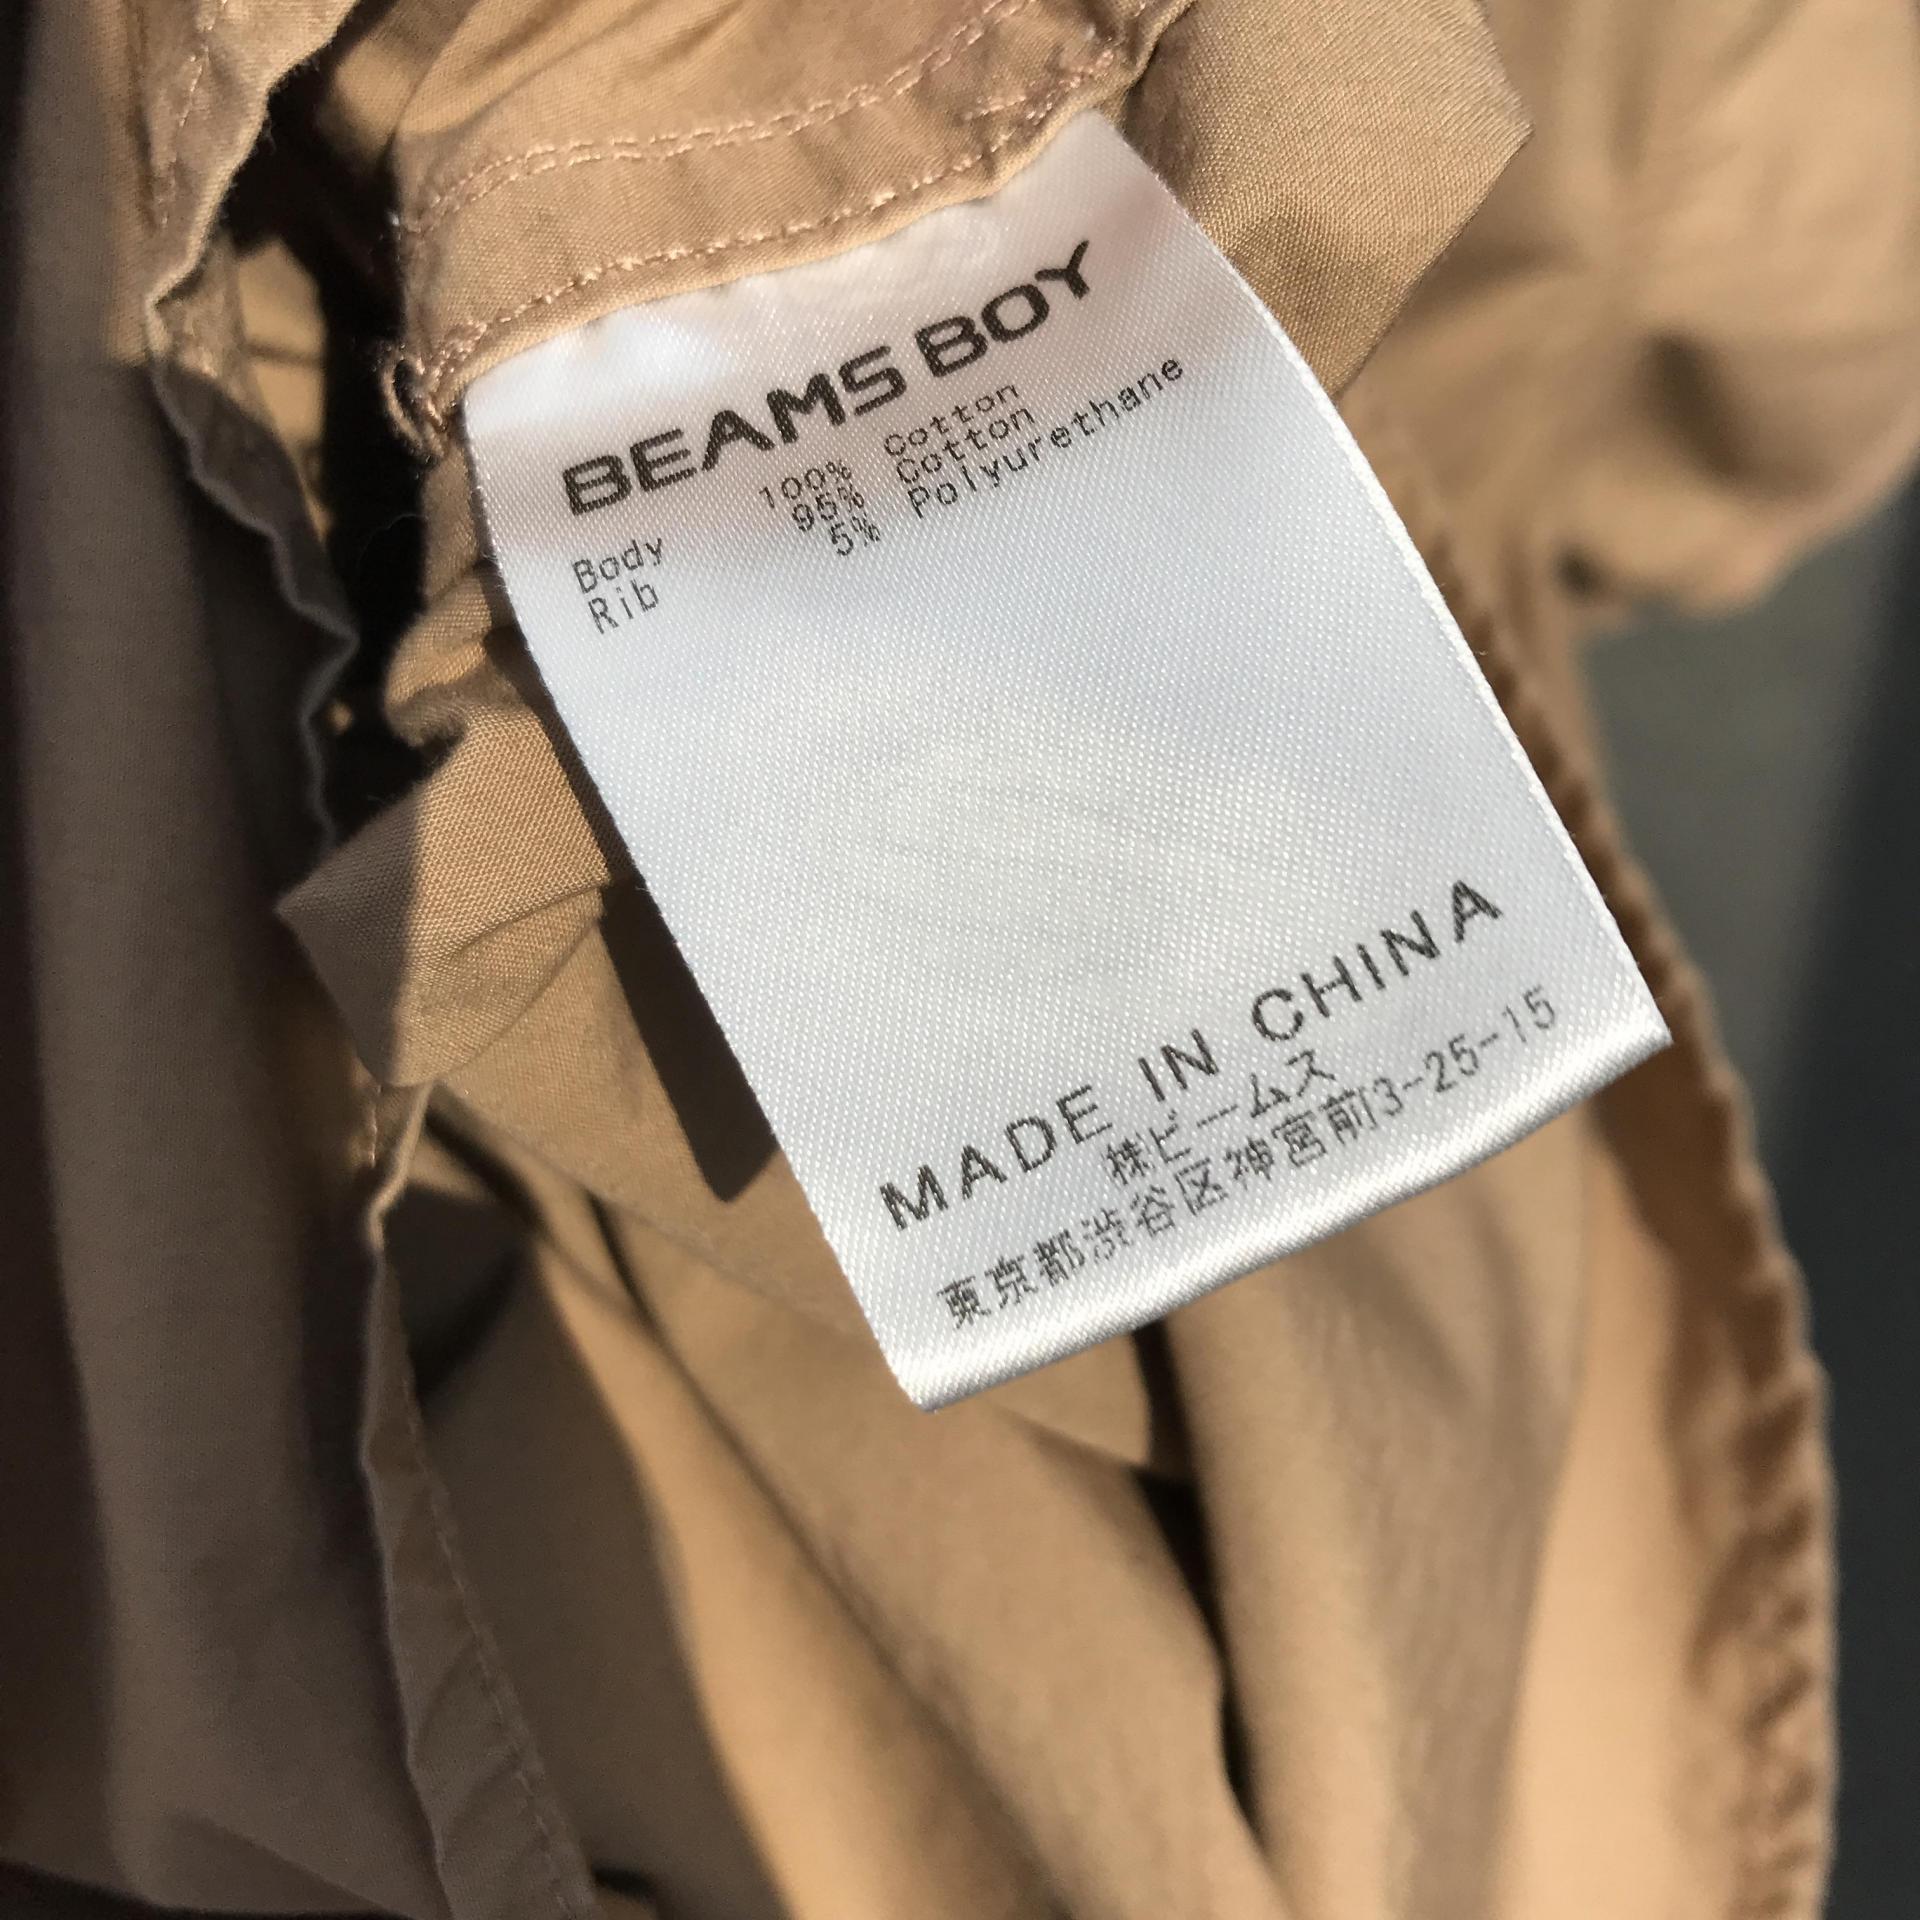 BEAMS BOY
Body 100% Cotton
Rib 95% Cotton
5% Polyurethane
MADE IN CHINA
㈱ビームス
東京都渋谷区神宮前3-25-15